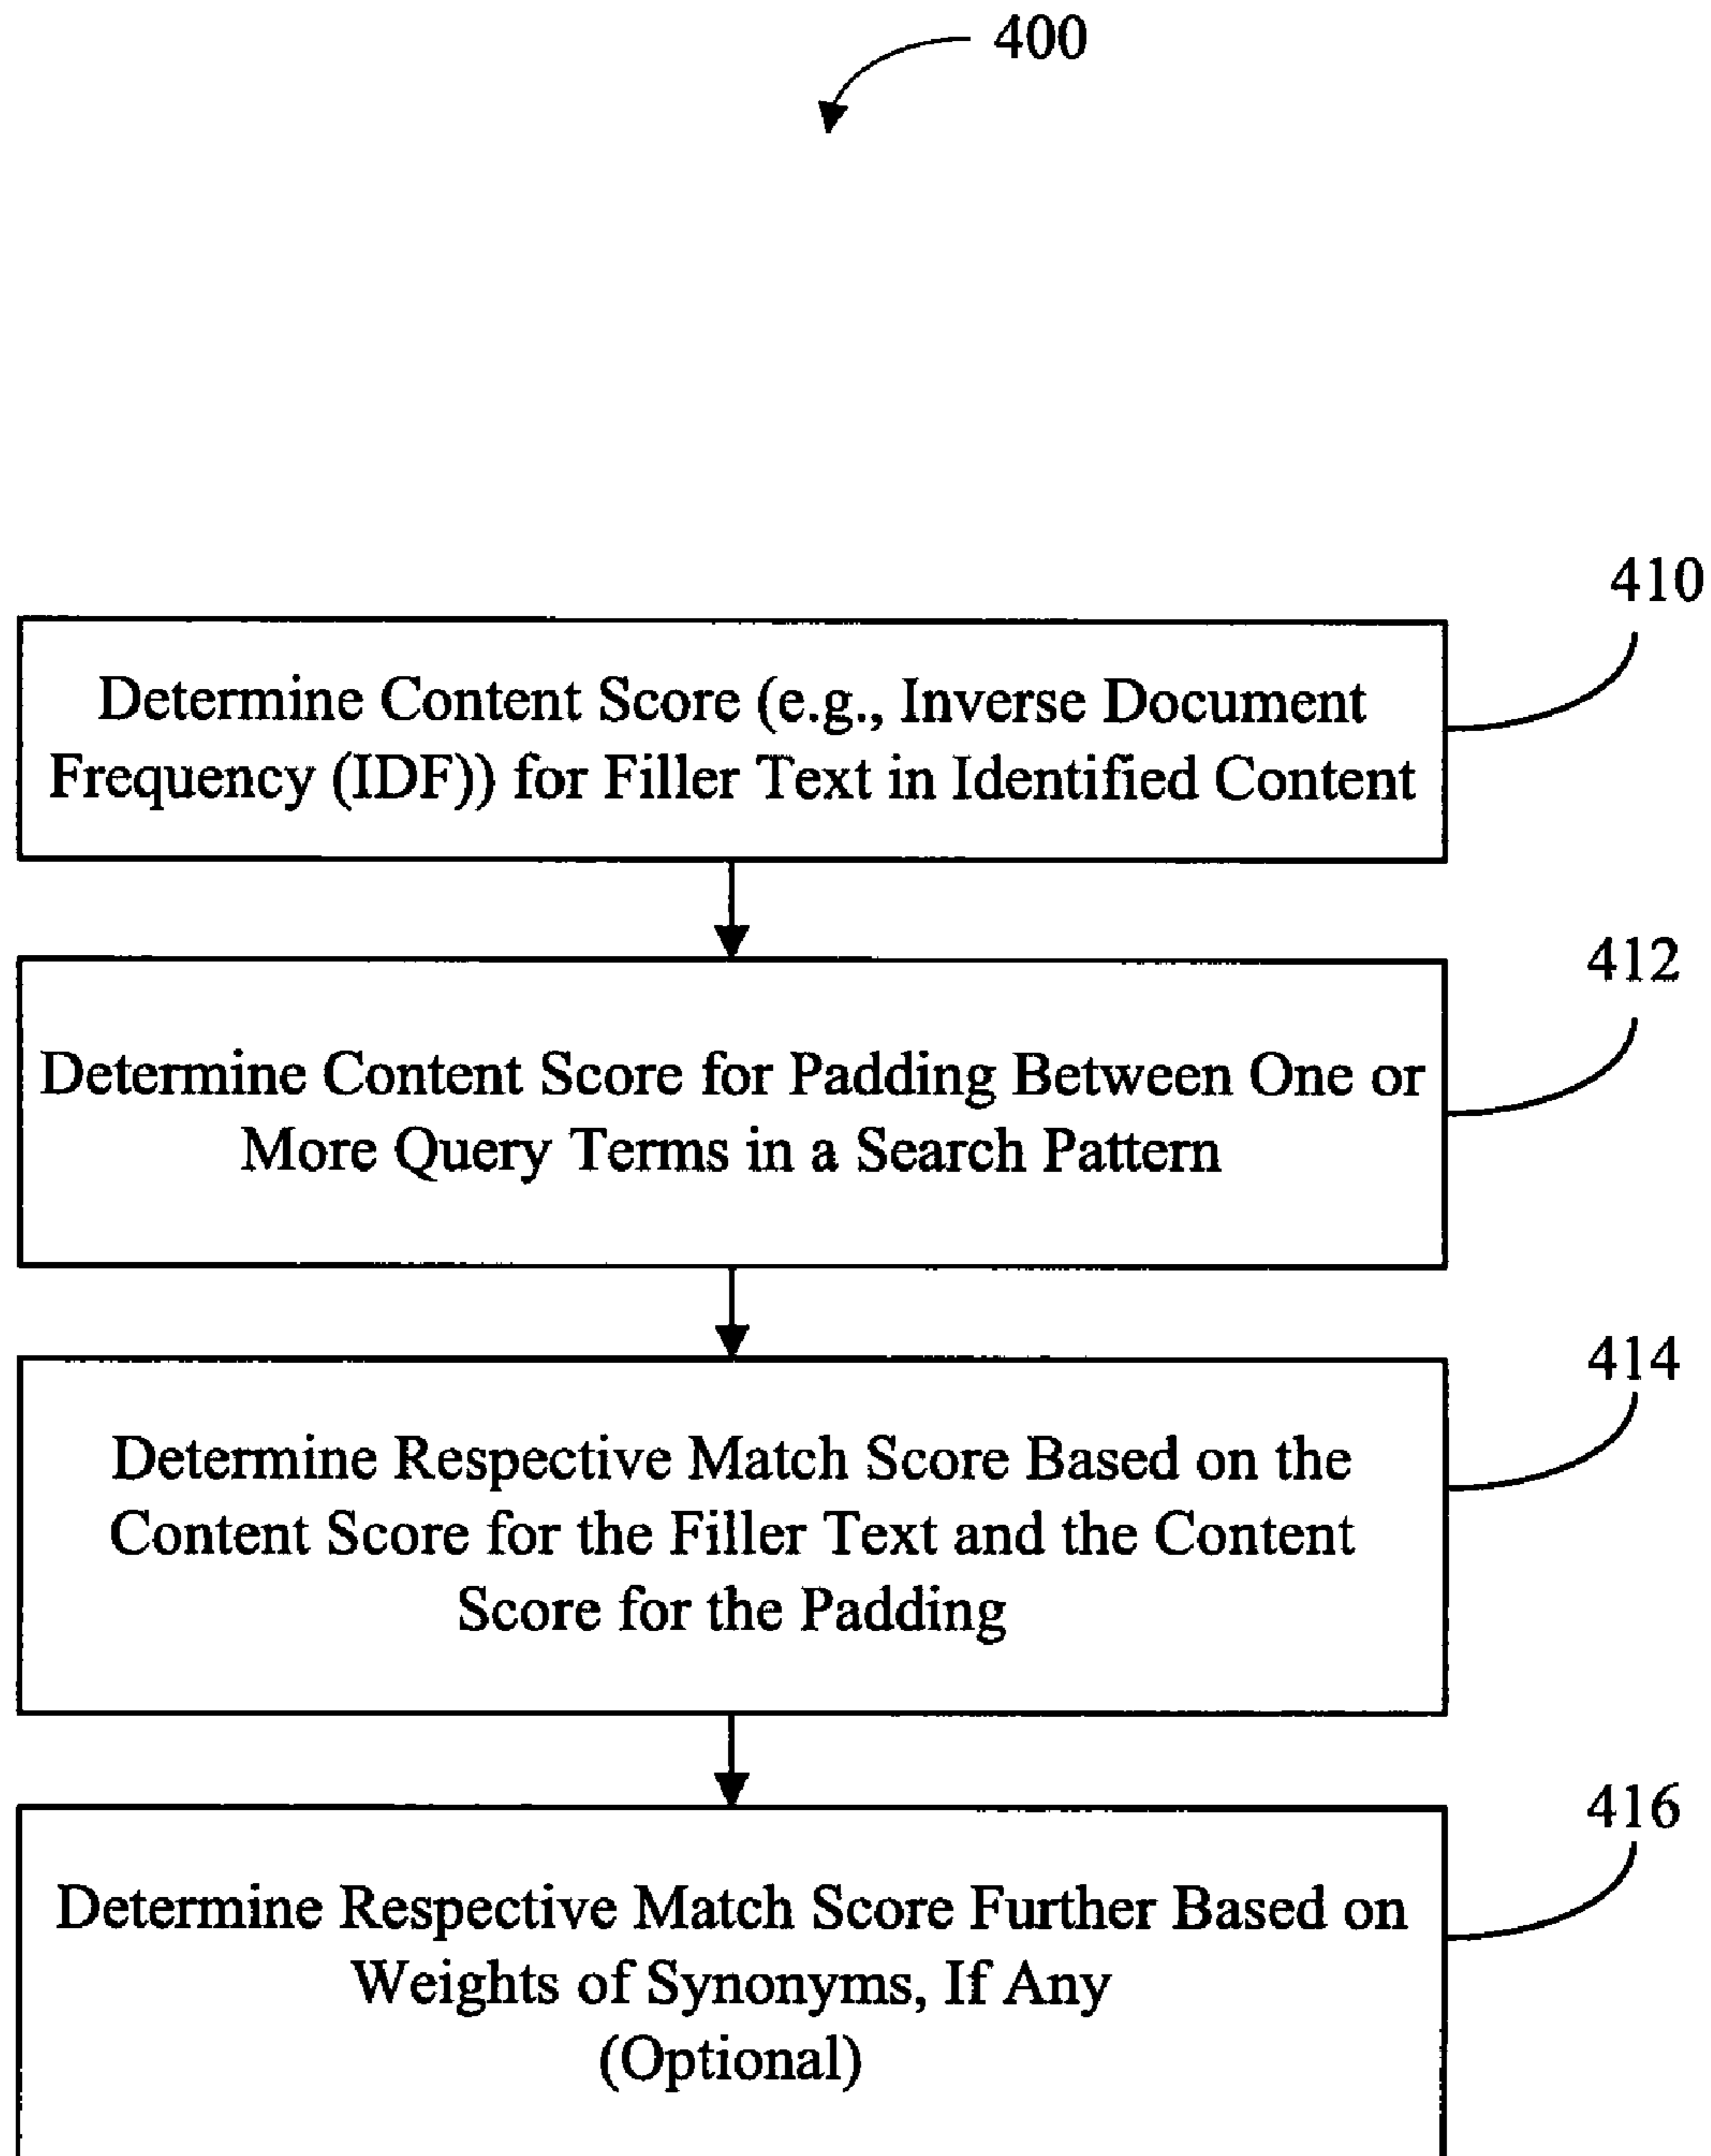 400
410
Determine Content Score (e.g., Inverse Document
Frequency (IDF)) for Filler Text in Identified Content
412
Determine Content Score for Padding Between One or
More Query Terms in a Search Pattern
414
Determine Respective Match Score Based on the
Content Score for the Filler Text and the Content
Score for the Padding
416
Determine Respective Match Score Further Based on
Weights of Synonyms, If Any
(Optional)